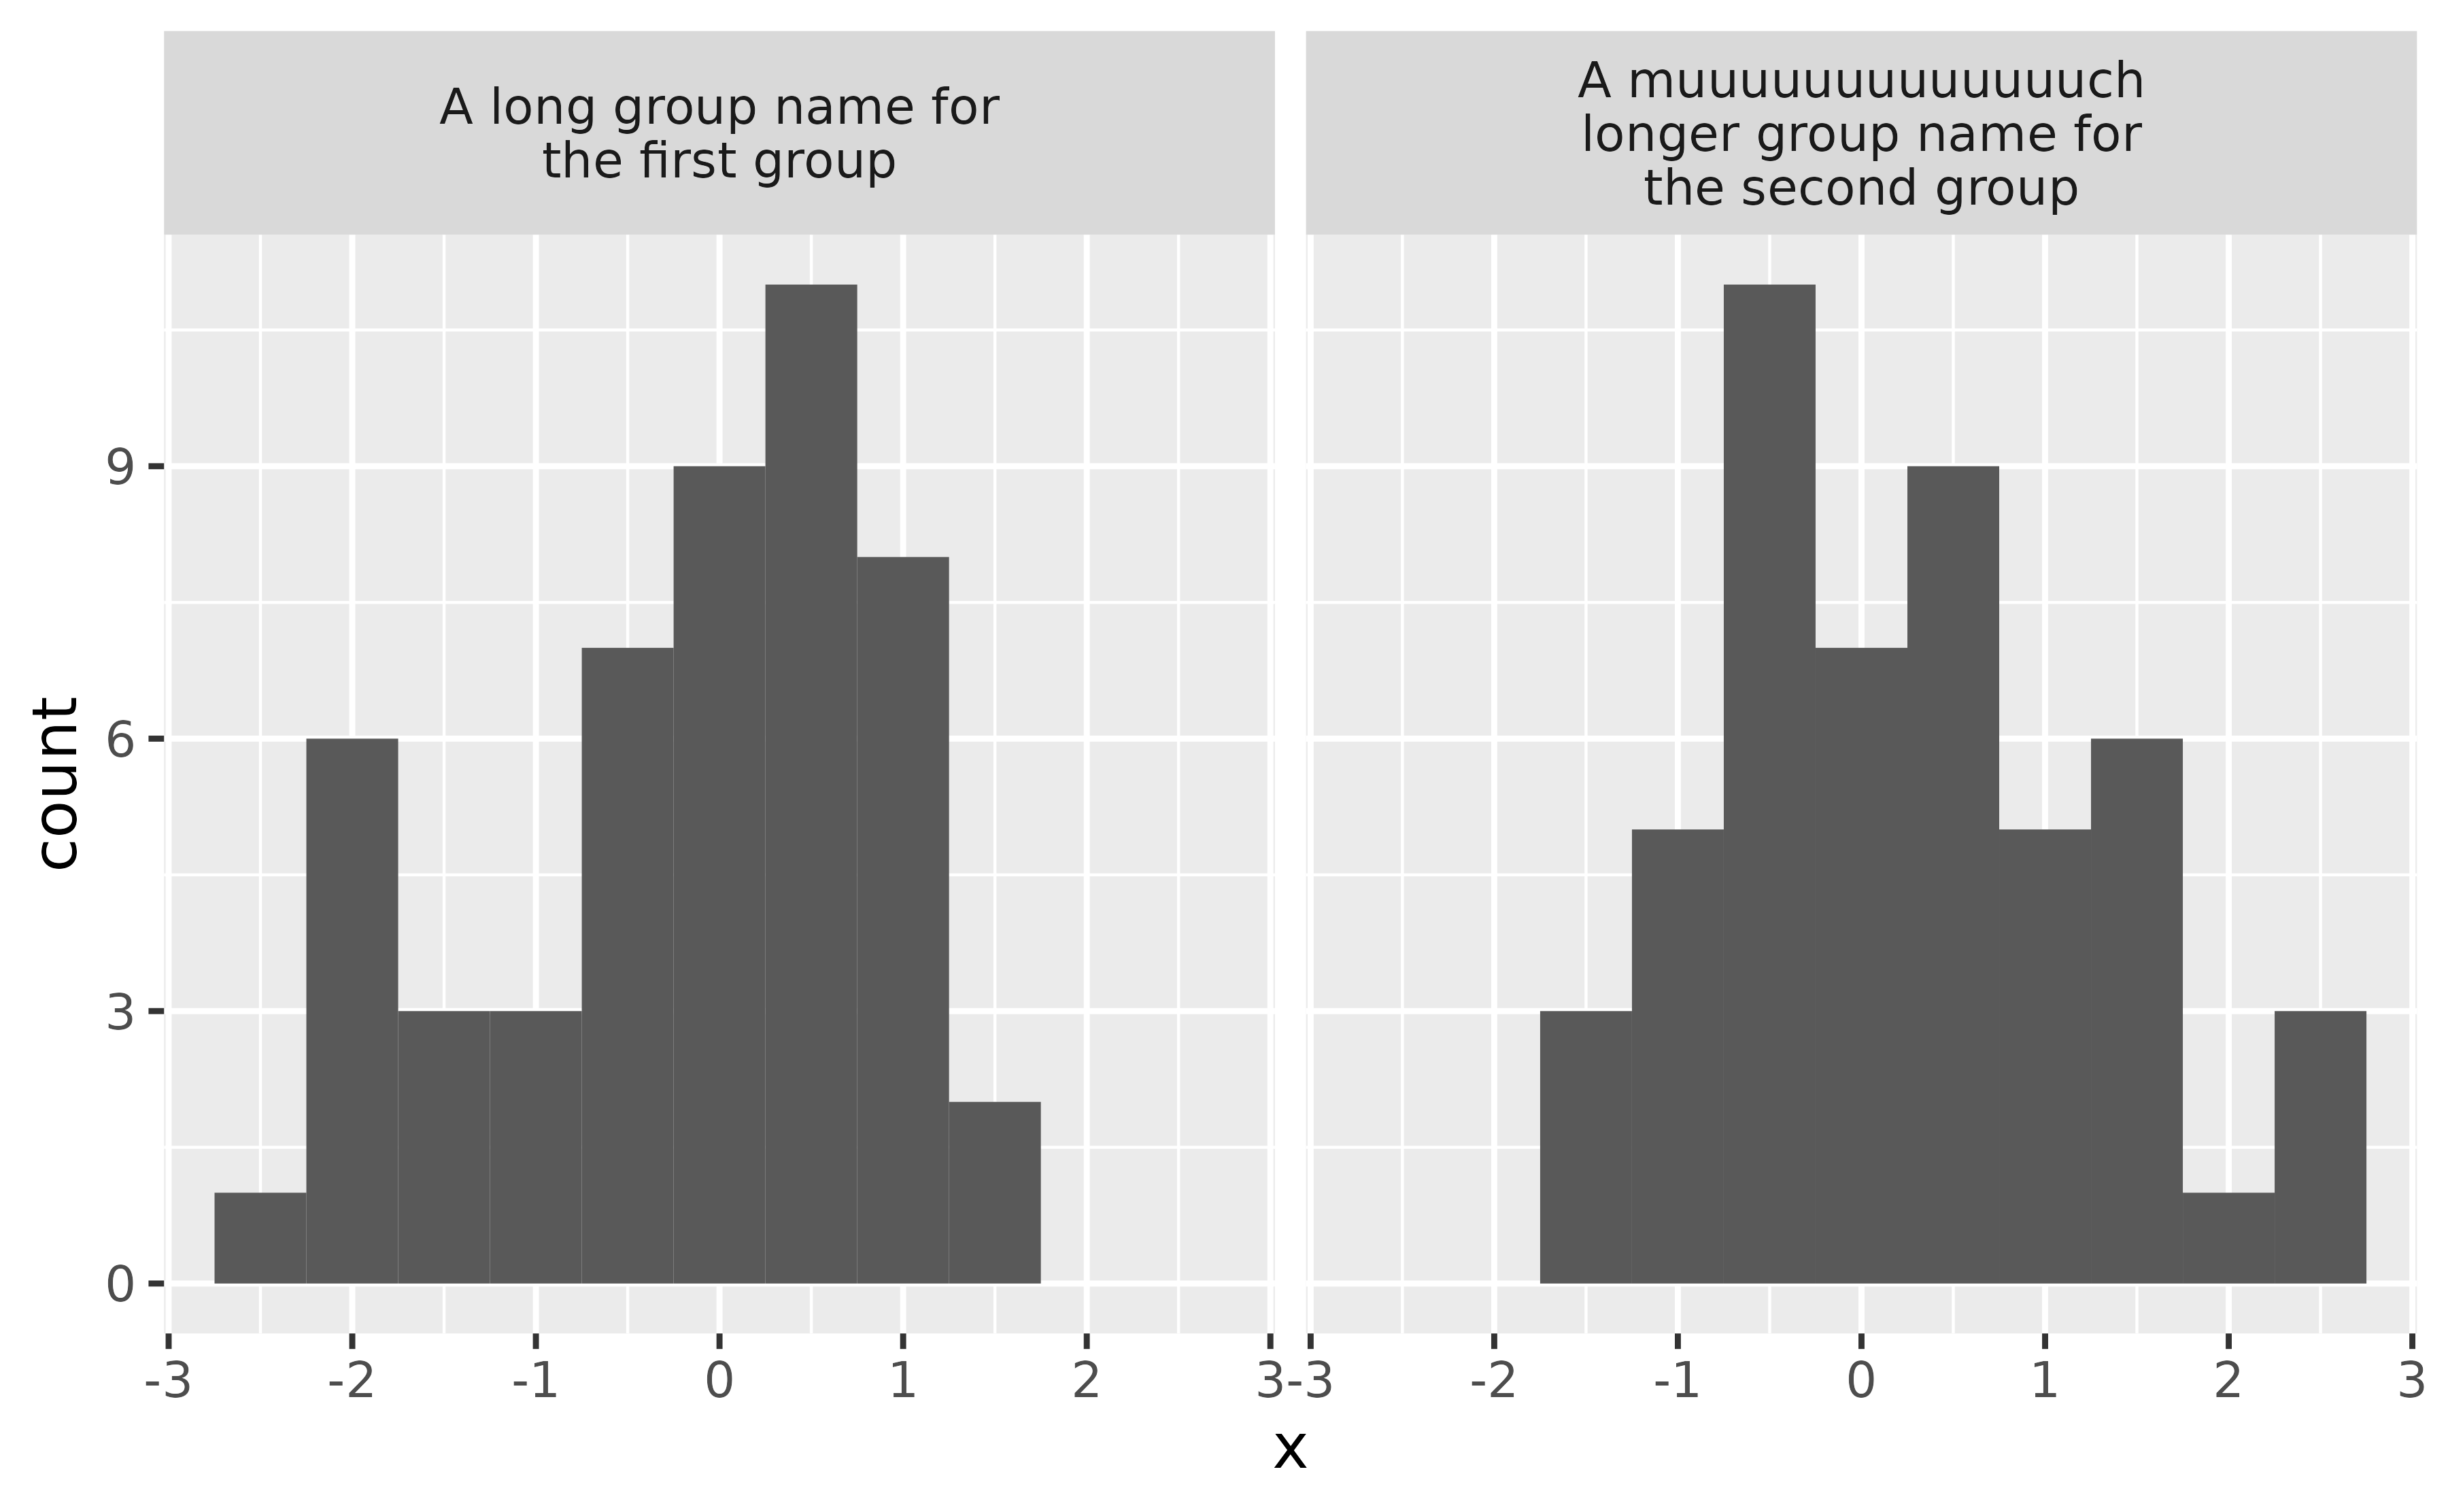 A long group name for
the first group
A muuuuuuuuuuuuuch
longer group name for
the second group
count
9
6
3
0
-3 -2 -1 0 1 2 3 -3 -2 -1 0 1 2 3
x